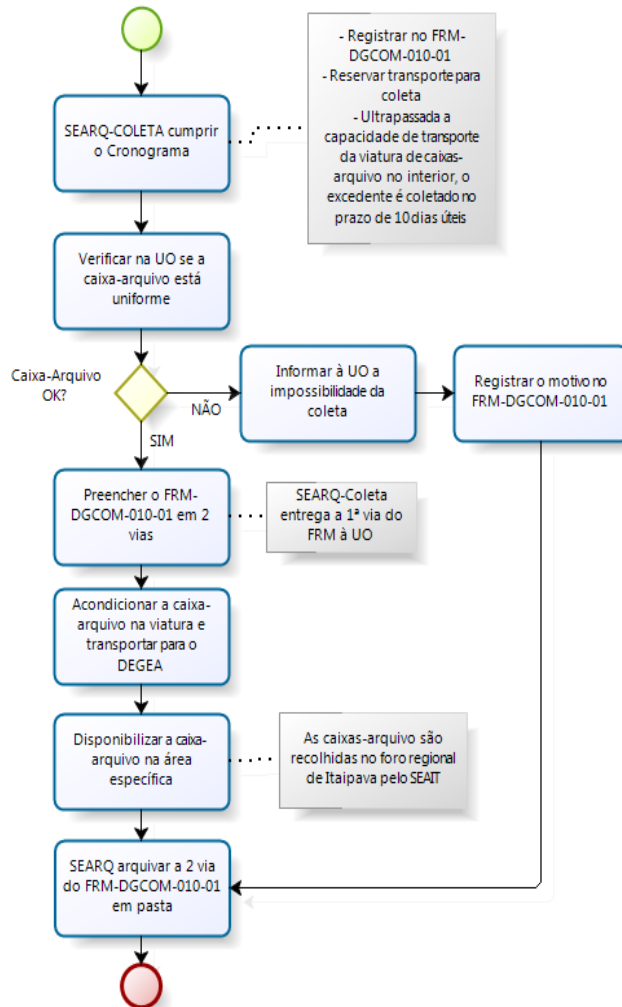 - Registrar no FRM-
DGCOM-010-01
- Reservar transporte para
coleta
- Ultrapassada a
capacidade de transporte
da viatura de caixas-
arquivo no interior, o
excedente é coletado no
prazo de 10 dias úteis
SEARQ-COLETA cumprir
o Cronograma
Verificar na UO se a
caixa-arquivo está
uniforme
Caixa-Arquivo
OK?
NÃO
SIM
Informar à UO a
impossibilidade da
coleta
Registrar o motivo no
FRM-DGCOM-010-01
Preencher o FRM-
DGCOM-010-01 em 2
vias
SEARQ-Coleta
entrega a 1ª via do
FRM à UO
Acondicionar a caixa-
arquivo na viatura e
transportar para o
DEGEA
Disponibilizar a caixa-
arquivo na área
específica
As caixas-arquivo são
recolhidas no foro regional
de Itaipava pelo SEAIT
SEARQ arquivar a 2 via
do FRM-DGCOM-010-01
em pasta